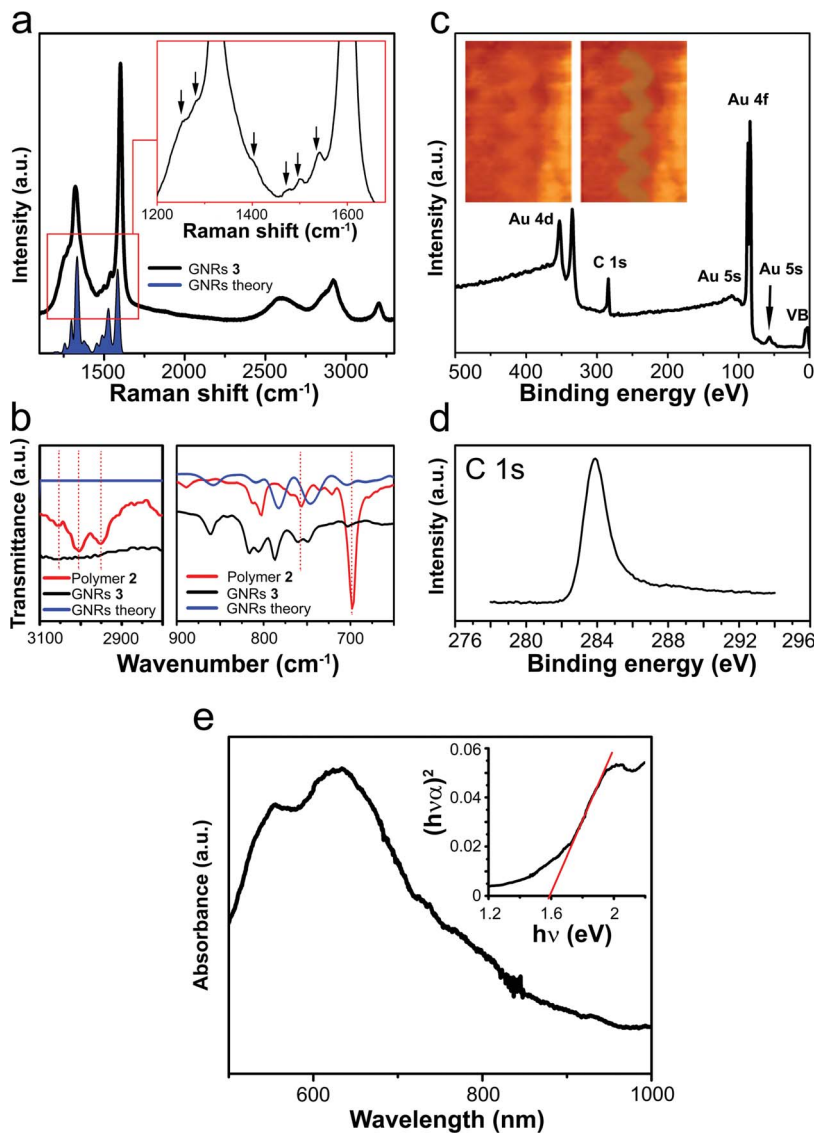 a
Intensity (a.u.)
1200 1400 1600
Raman shift (cm-1)
GNRs 3
GNRs theory
1500 2000 2500 3000
Raman shift (cm-1)
b
Transmittance (a.u.)
Polymer 2
GNRs 3
GNRs theory
3100 2900
Polymer 2
GNRs 3
GNRs theory
900 800 700
Wavenumber (cm-1)
c
Intensity (a.u.)
Au 4f
Au 4d
C 1s
Au 5s
Au 5s
VB
500 400 300 200 100 0
Binding energy (eV)
d
C 1s
Intensity (a.u.)
276 280 284 288 292 296
Binding energy (eV)
e
Absorbance (a.u.)
(hνα)2
0.06
0.04
0.02
0
1.2 1.6 2
hν (eV)
600 800 1000
Wavelength (nm)